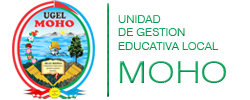 UGEL
MOHO
UNIDAD
DE GESTION
EDUCATIVA LOCAL
MOHO